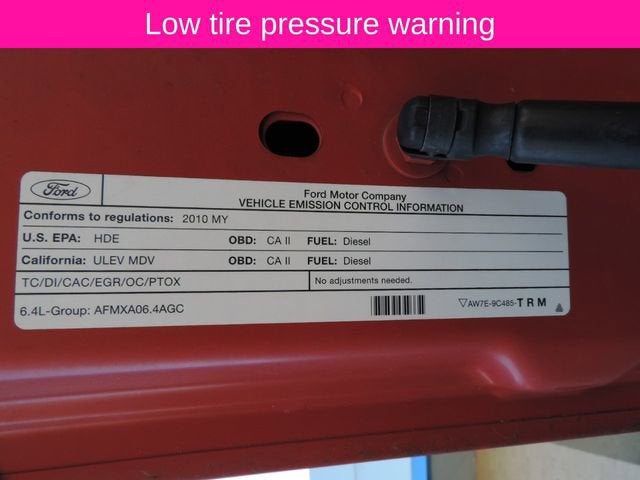 Low tire pressure warning
Ford
Ford Motor Company
VEHICLE EMISSION CONTROL INFORMATION
Conforms to regulations: 2010 MY
U.S. EPA: HDE OBD: CA II FUEL: Diesel
California: ULEV MDV OBD: CA II FUEL: Diesel
TC/DI/CAC/EGR/OC/PTOX No adjustments needed.
6.4L-Group: AFMXA06.4AGC ▽AW7E-9C485-TRM